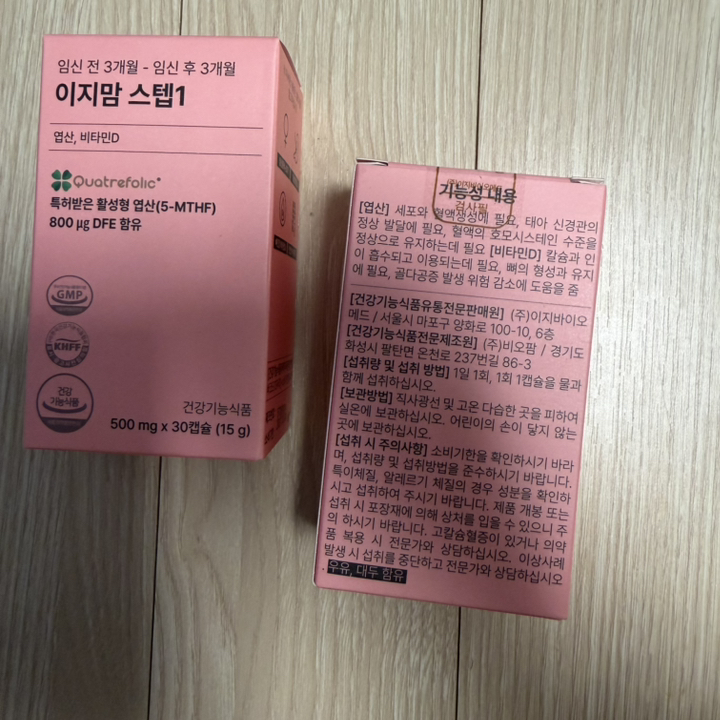 임신 전 3개월 - 임신 후 3개월
이지맘 스텝1
엽산, 비타민D
Quatrefolic
특허받은 활성형 엽산(5-MTHF)
800 µg DFE 함유
GMP
KHFF
건강
기능식품
건강기능식품
500 mg x 30캡슐 (15 g)
기능성 내용
검사필
[엽산] 세포와 혈액생성에 필요, 태아 신경관의
정상 발달에 필요, 혈액의 호모시스테인 수준을
정상으로 유지하는데 필요 [비타민D] 칼슘과 인
이 흡수되고 이용되는데 필요, 뼈의 형성과 유지
에 필요, 골다공증 발생 위험 감소에 도움을 줌
[건강기능식품유통전문판매원] (주)이지바이오
메드 / 서울시 마포구 양화로 100-10, 6층
[건강기능식품전문제조원] (주)비오팜 / 경기도
화성시 팔탄면 온천로 237번길 86-3
[섭취량 및 섭취 방법] 1일 1회, 1회 1캡슐을 물과
함께 섭취하십시오.
[보관방법] 직사광선 및 고온 다습한 곳을 피하여
실온에 보관하십시오. 어린이의 손이 닿지 않는
곳에 보관하십시오.
[섭취 시 주의사항] 소비기한을 확인하시기 바라
며, 섭취량 및 섭취방법을 준수하시기 바랍니다.
특이체질, 알레르기 체질의 경우 성분을 확인하
시고 섭취하여 주시기 바랍니다. 제품 개봉 또는
섭취 시 포장재에 의해 상처를 입을 수 있으니 주
의 하시기 바랍니다. 고칼슘혈증이 있거나 의약
품 복용 시 전문가와 상담하십시오. 이상사례
발생 시 섭취를 중단하고 전문가와 상담하십시오
. 우유, 대두 함유